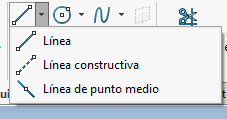 Línea
Línea constructiva
Línea de punto medio